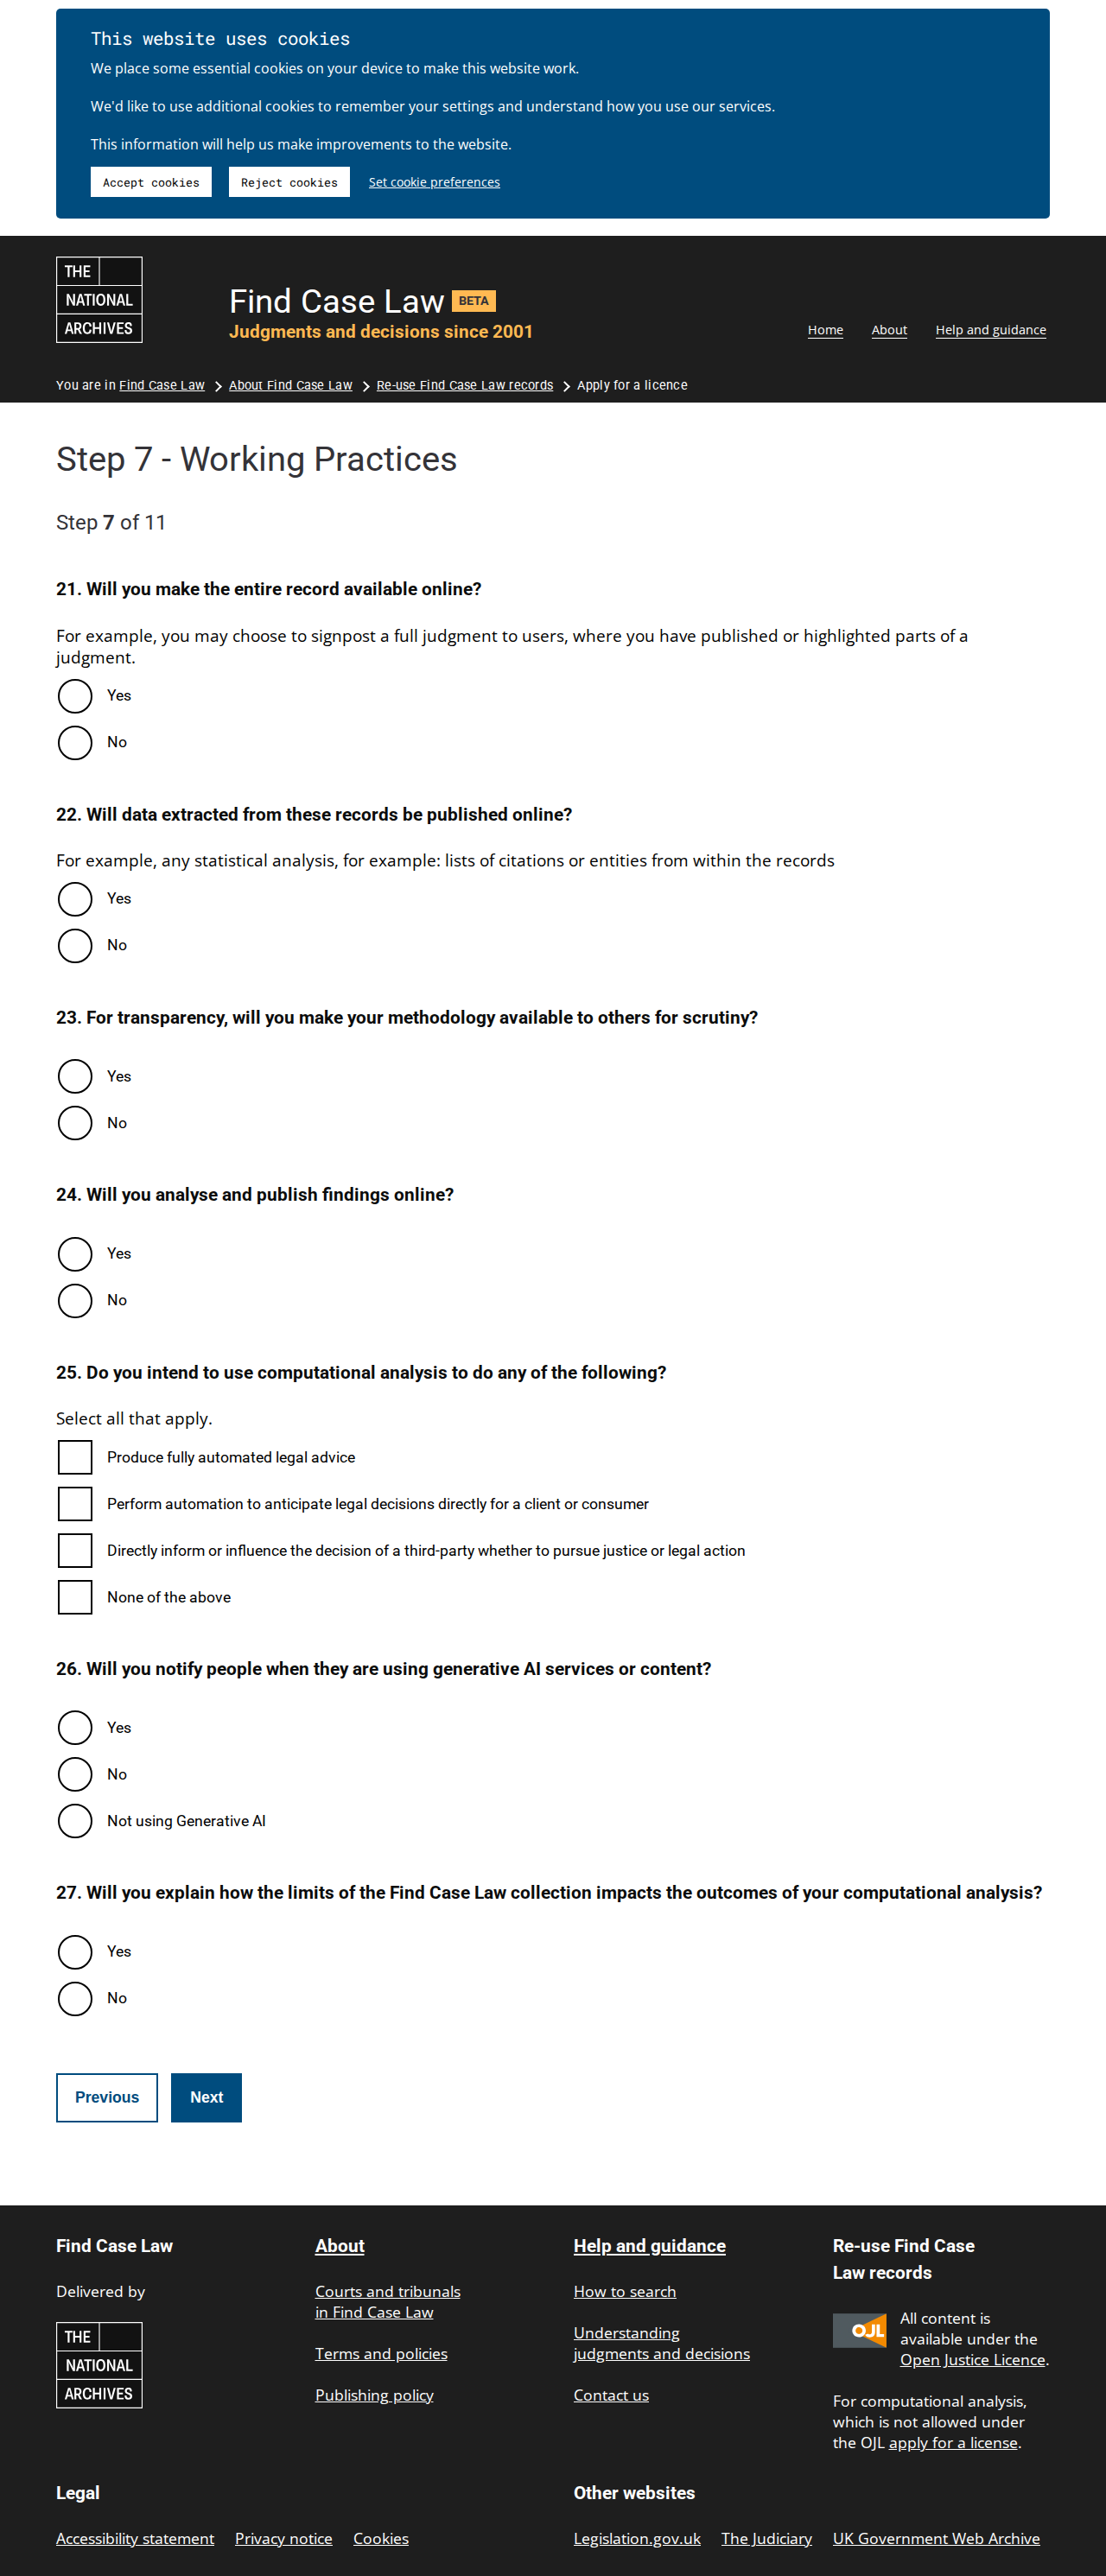 This website uses cookies
We place some essential cookies on your device to make this website work.
We'd like to use additional cookies to remember your settings and understand how you use our services.
This information will help us make improvements to the website.
Accept cookies Reject cookies Set cookie preferences
THE
NATIONAL
ARCHIVES
Find Case Law BETA
Judgments and decisions since 2001
Home About Help and guidance
You are in Find Case Law > About Find Case Law > Re-use Find Case Law records > Apply for a licence
Step 7 - Working Practices
Step 7 of 11
21. Will you make the entire record available online?
For example, you may choose to signpost a full judgment to users, where you have published or highlighted parts of a
judgment.
Yes
No
22. Will data extracted from these records be published online?
For example, any statistical analysis, for example: lists of citations or entities from within the records
Yes
No
23. For transparency, will you make your methodology available to others for scrutiny?
Yes
No
24. Will you analyse and publish findings online?
Yes
No
25. Do you intend to use computational analysis to do any of the following?
Select all that apply.
Produce fully automated legal advice
Perform automation to anticipate legal decisions directly for a client or consumer
Directly inform or influence the decision of a third-party whether to pursue justice or legal action
None of the above
26. Will you notify people when they are using generative AI services or content?
Yes
No
Not using Generative AI
27. Will you explain how the limits of the Find Case Law collection impacts the outcomes of your computational analysis?
Yes
No
Previous Next
Find Case Law
Delivered by
THE
NATIONAL
ARCHIVES
About
Courts and tribunals
in Find Case Law
Terms and policies
Publishing policy
Help and guidance
How to search
Understanding
judgments and decisions
Contact us
Re-use Find Case
Law records
OJL
All content is
available under the
Open Justice Licence.
For computational analysis,
which is not allowed under
the OJL apply for a license.
Legal
Accessibility statement Privacy notice Cookies
Other websites
Legislation.gov.uk The Judiciary UK Government Web Archive